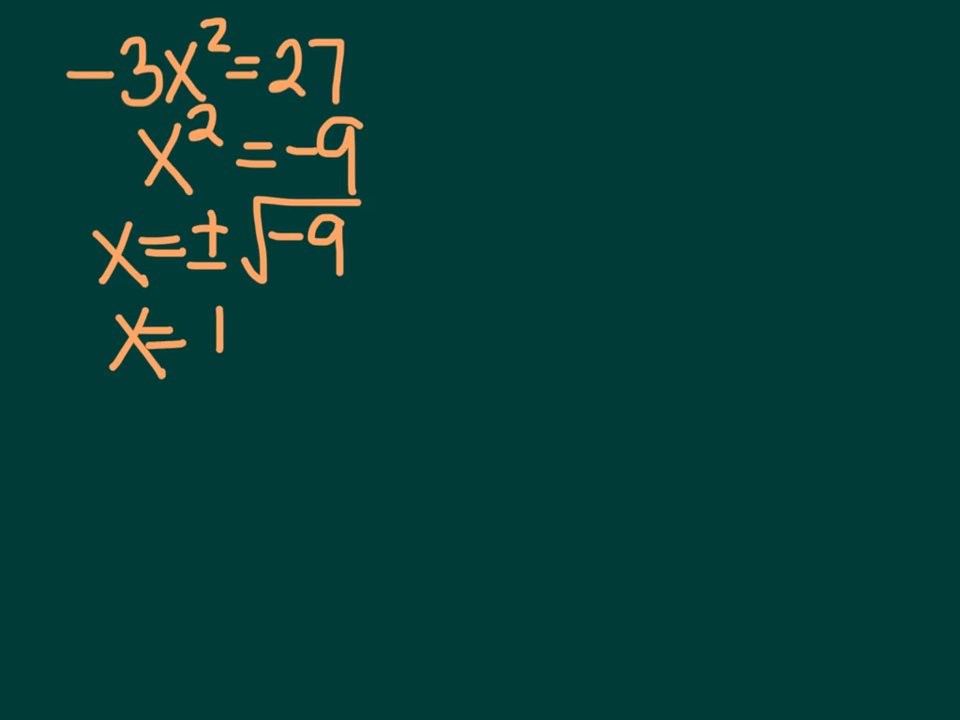 -3x² = 27
x² = -9
x = ± √-9
x = 1